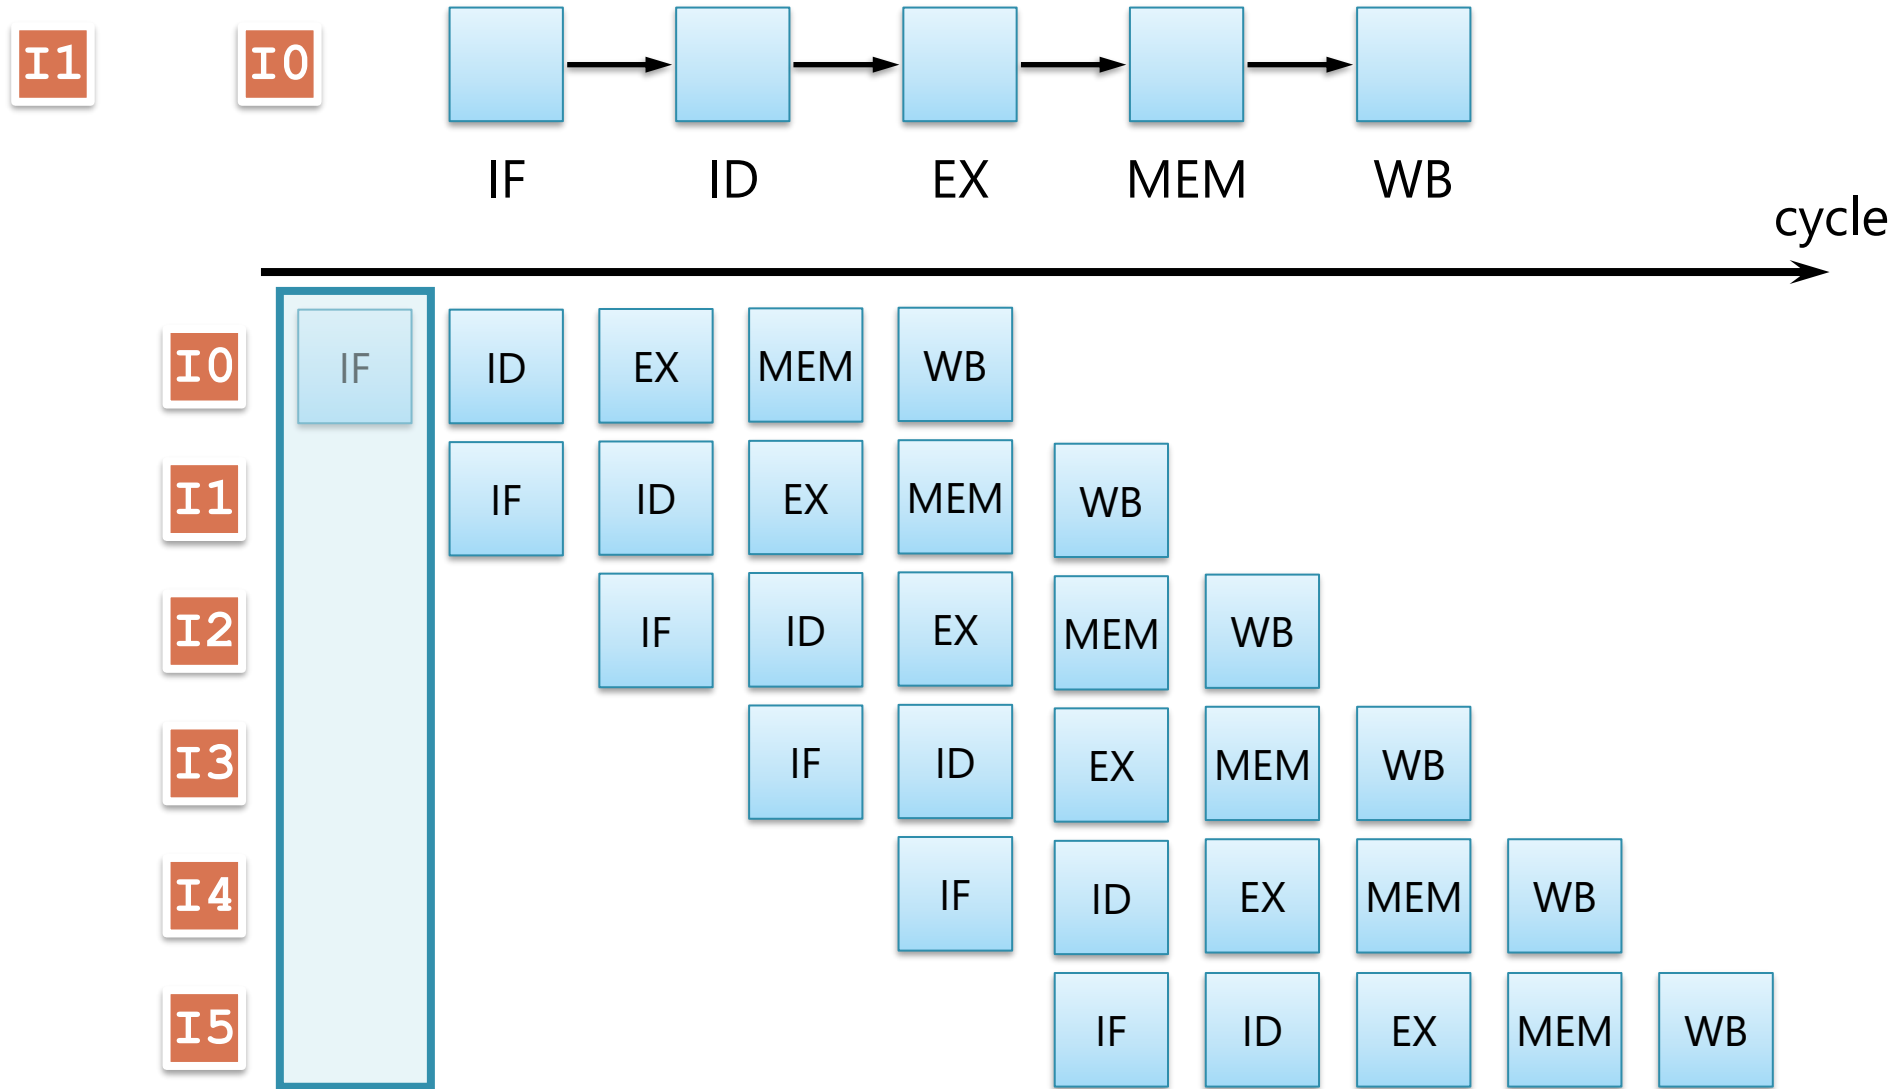 I1 I0
IF ID EX MEM WB
cycle
I0 IF ID EX MEM WB
I1 IF ID EX MEM WB
I2 IF ID EX MEM WB
I3 IF ID EX MEM WB
I4 IF ID EX MEM WB
I5 IF ID EX MEM WB